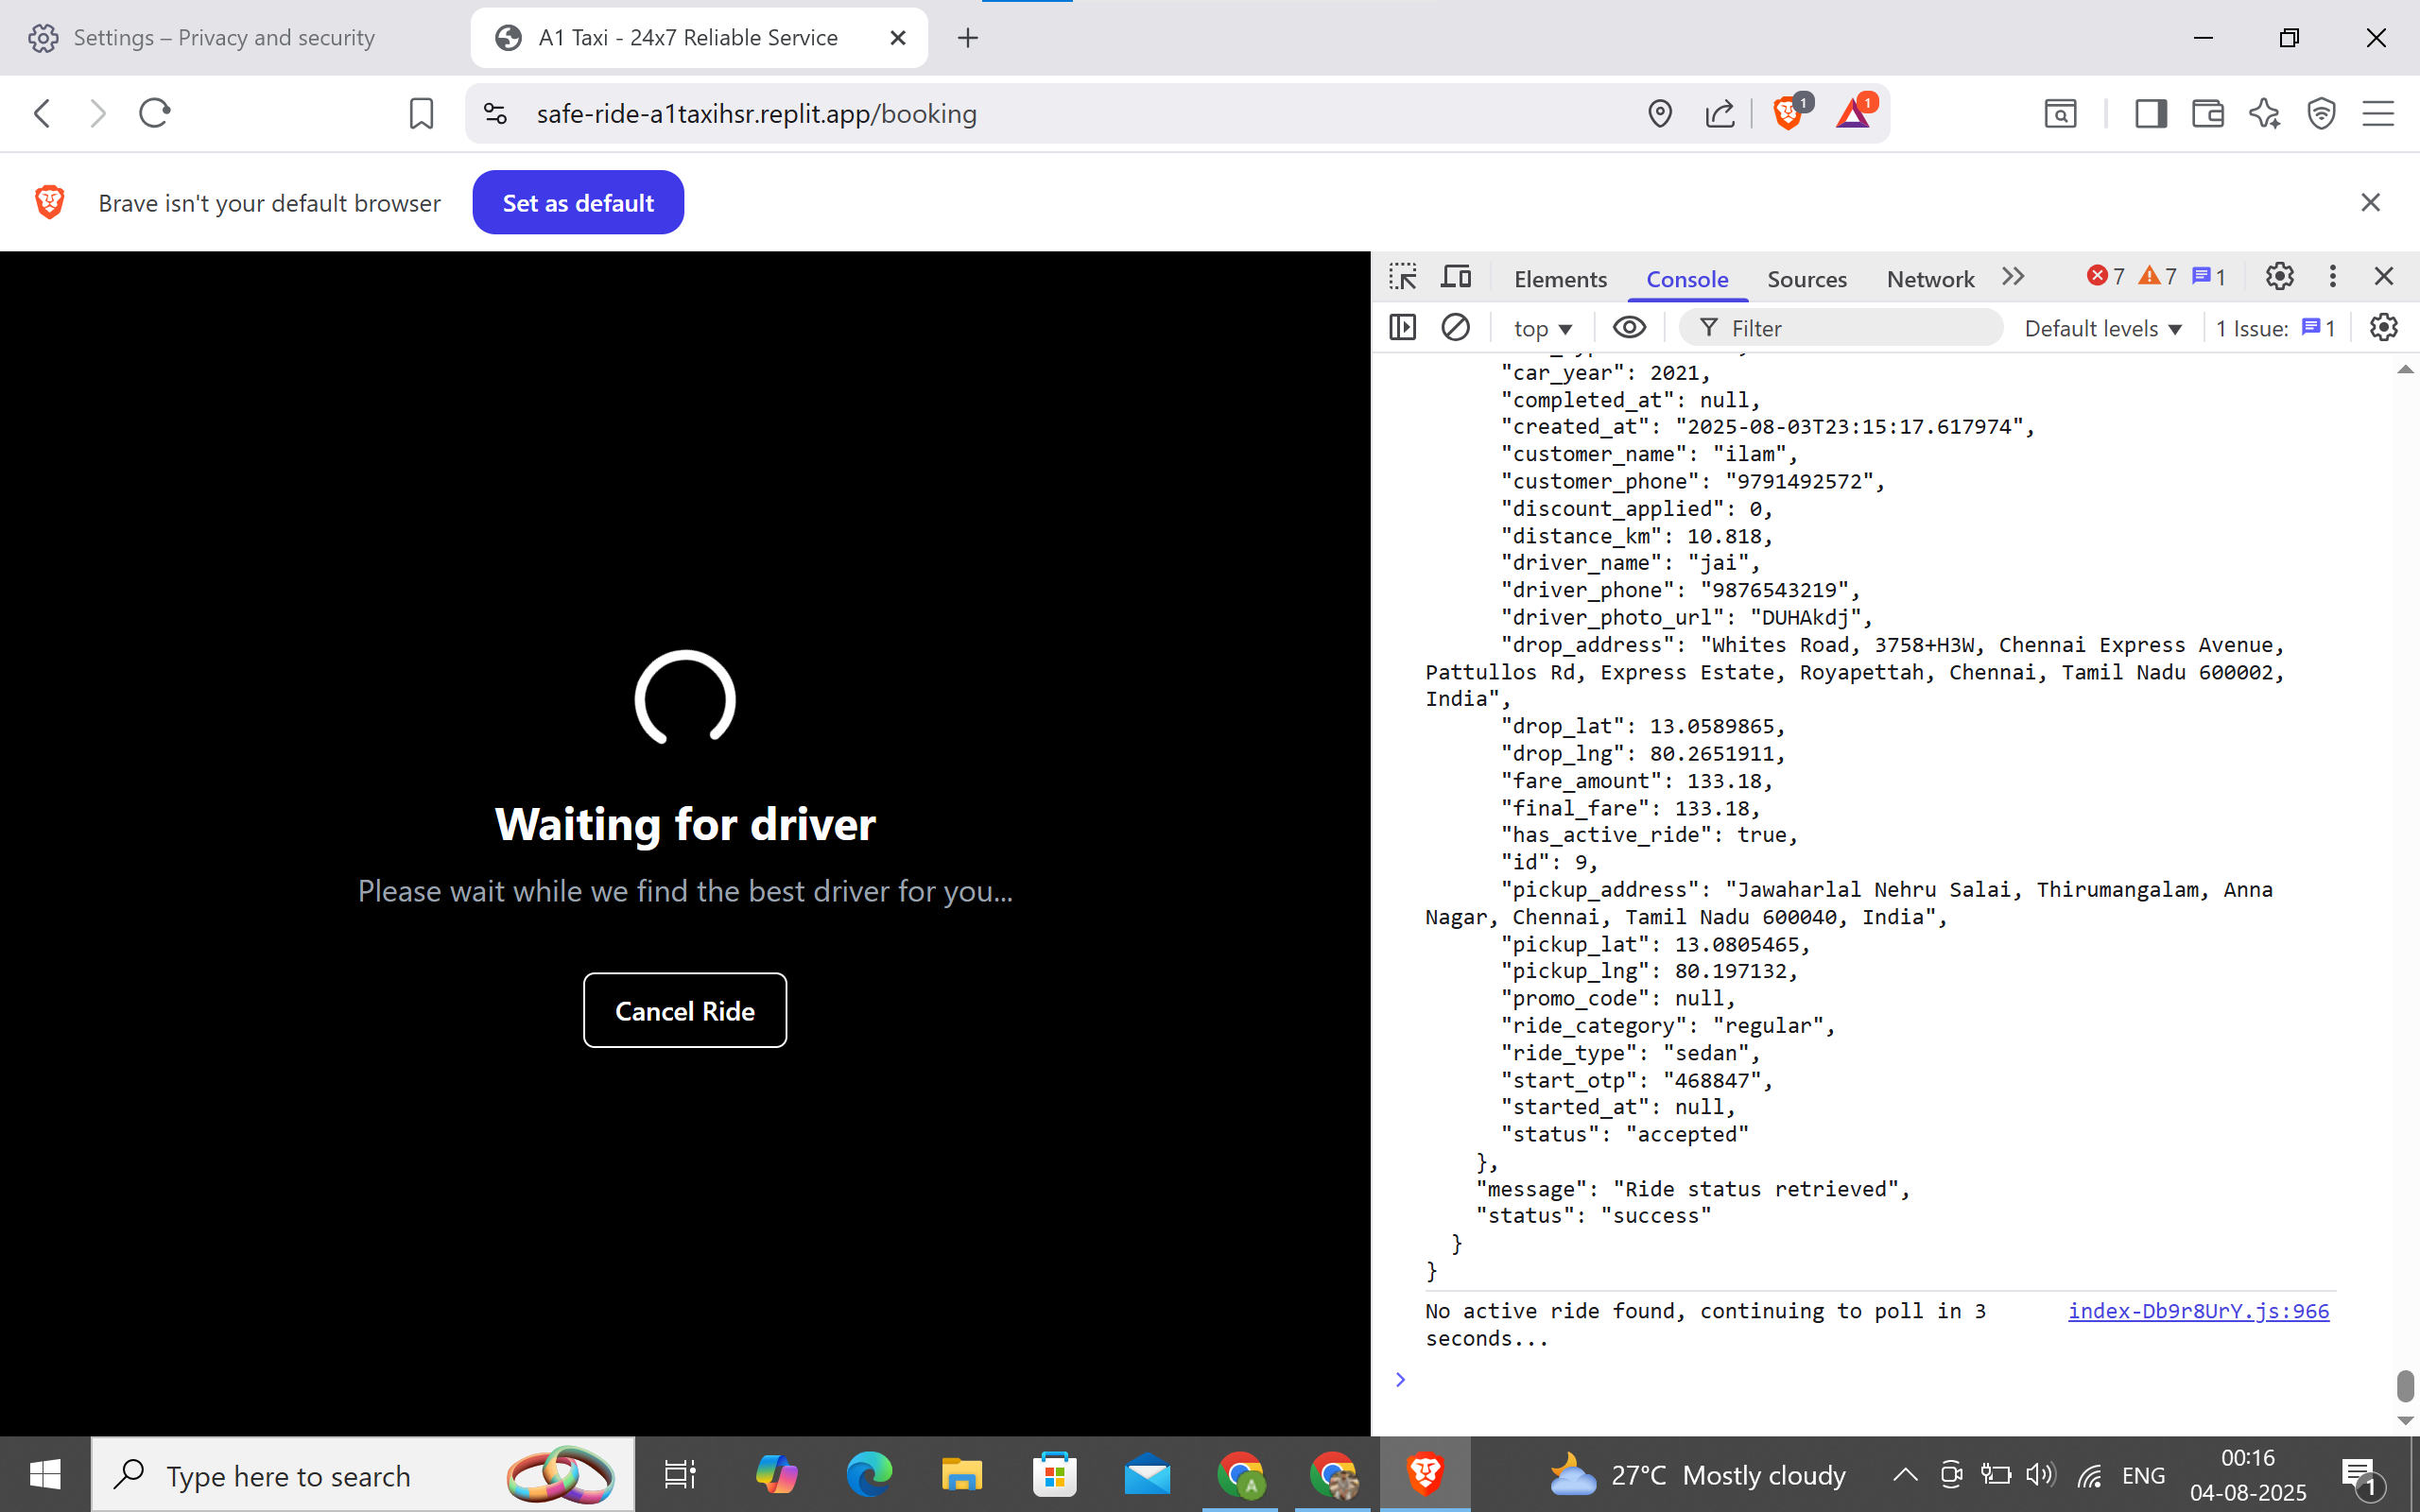 Settings – Privacy and security
A1 Taxi - 24x7 Reliable Service
safe-ride-a1taxihsr.replit.app/booking
1
1
Brave isn't your default browser
Set as default
Waiting for driver
Please wait while we find the best driver for you...
Cancel Ride
Elements
Console
Sources
Network
7
7
1
top
Filter
Default levels
1 Issue:
1
"car_year": 2021,
"completed_at": null,
"created_at": "2025-08-03T23:15:17.617974",
"customer_name": "ilam",
"customer_phone": "9791492572",
"discount_applied": 0,
"distance_km": 10.818,
"driver_name": "jai",
"driver_phone": "9876543219",
"driver_photo_url": "DUHAkdj",
"drop_address": "Whites Road, 3758+H3W, Chennai Express Avenue,
Pattullos Rd, Express Estate, Royapettah, Chennai, Tamil Nadu 600002,
India",
"drop_lat": 13.0589865,
"drop_lng": 80.2651911,
"fare_amount": 133.18,
"final_fare": 133.18,
"has_active_ride": true,
"id": 9,
"pickup_address": "Jawaharlal Nehru Salai, Thirumangalam, Anna
Nagar, Chennai, Tamil Nadu 600040, India",
"pickup_lat": 13.0805465,
"pickup_lng": 80.197132,
"promo_code": null,
"ride_category": "regular",
"ride_type": "sedan",
"start_otp": "468847",
"started_at": null,
"status": "accepted"
},
"message": "Ride status retrieved",
"status": "success"
}
}
No active ride found, continuing to poll in 3 index-Db9r8UrY.js:966
seconds...
Type here to search
A
27°C Mostly cloudy
ENG
00:16
04-08-2025
1